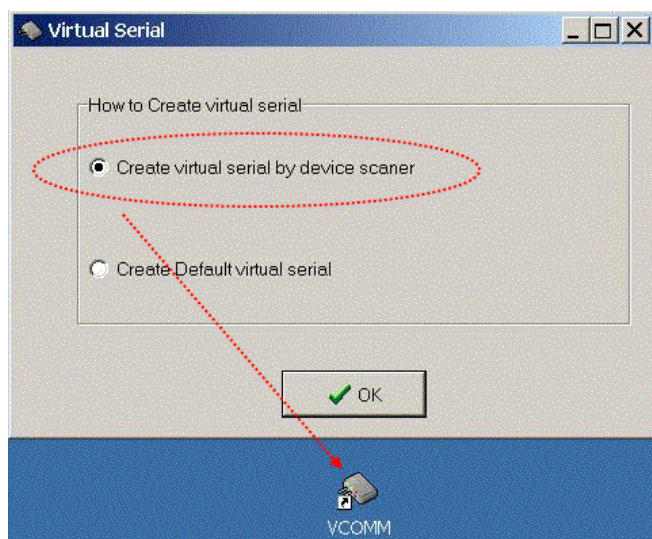 Virtual Serial
How to Create virtual serial
Create virtual serial by device scaner
Create Default virtual serial
OK
VCOMM